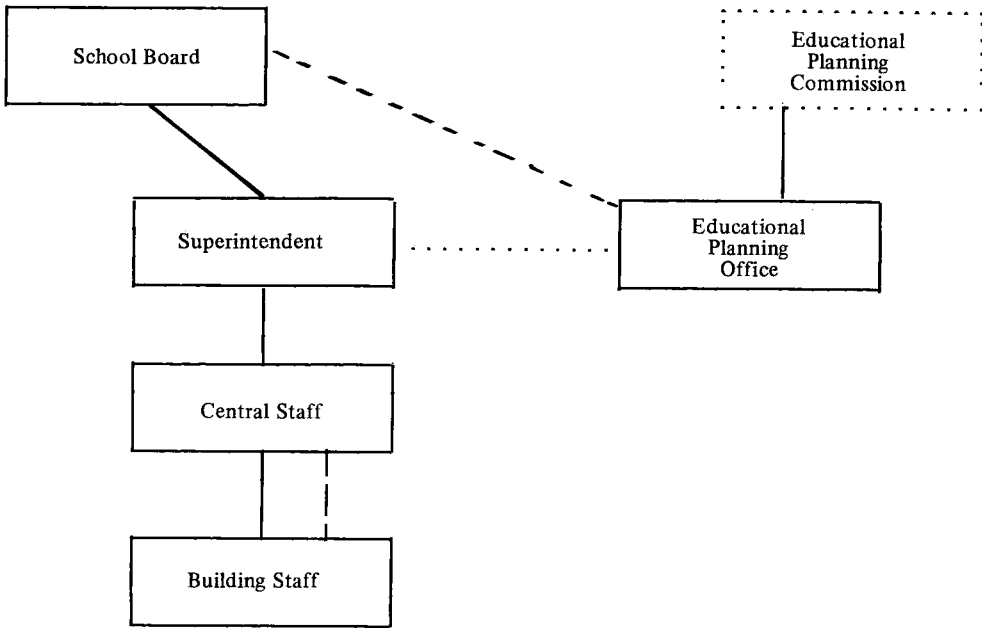 School Board
Educational
Planning
Commission
Superintendent
Educational
Planning
Office
Central Staff
Building Staff